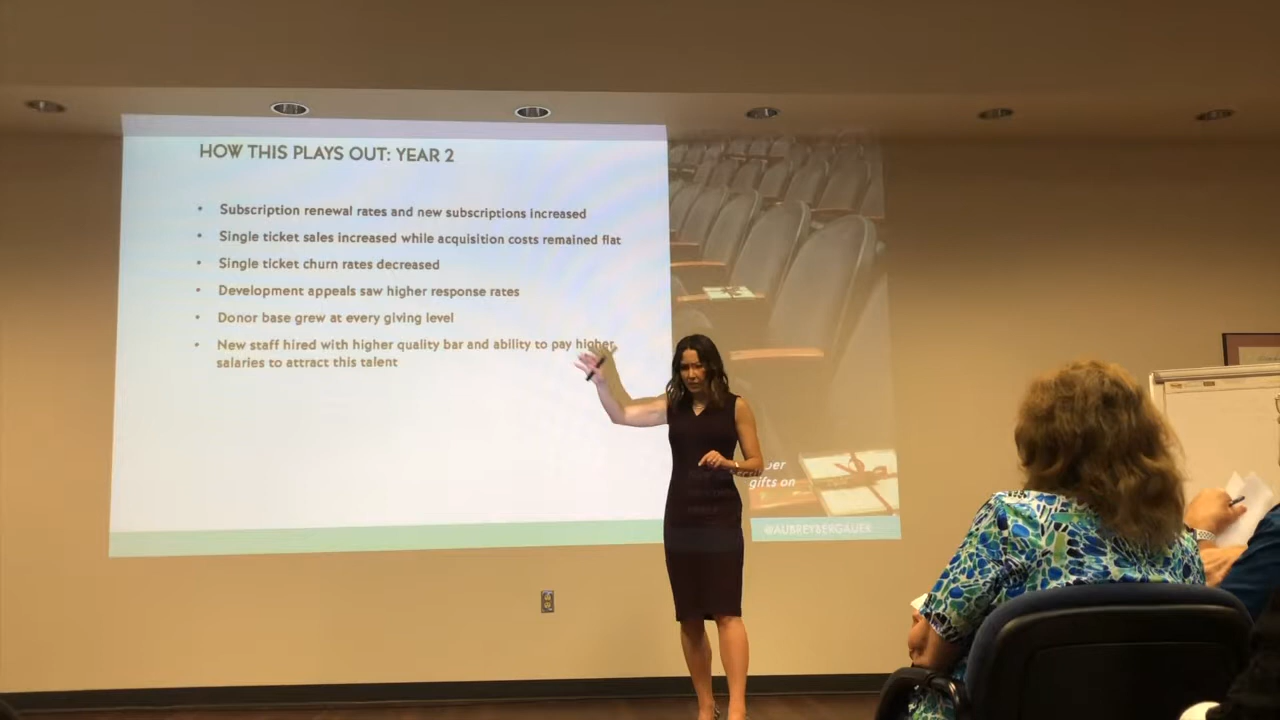 HOW THIS PLAYS OUT: YEAR 2
• Subscription renewal rates and new subscriptions increased
• Single ticket sales increased while acquisition costs remained flat
• Single ticket churn rates decreased
• Development appeals saw higher response rates
• Donor base grew at every giving level
• New staff hired with higher quality bar and ability to pay higher
salaries to attract this talent
gifts on
@AUBREYBERGAUER